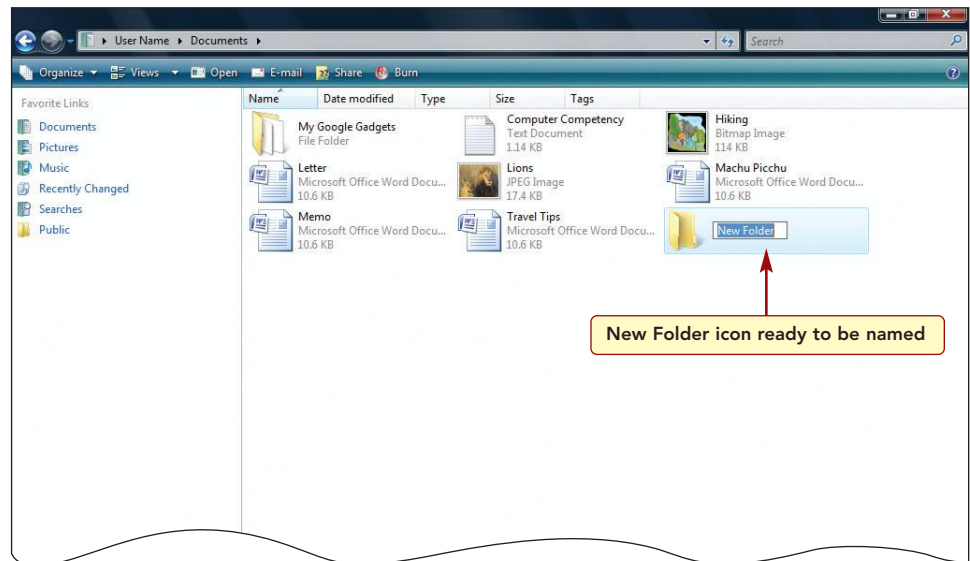 User Name Documents
Search
Organize Views Open E-mail Share Burn
Favorite Links
Documents
Pictures
Music
Recently Changed
Searches
Public
Name Date modified Type Size Tags
My Google Gadgets
File Folder
Computer Competency
Text Document
1.14 KB
Hiking
Bitmap Image
114 KB
Letter
Microsoft Office Word Docu...
10.6 KB
Lions
JPEG Image
17.4 KB
Machu Picchu
Microsoft Office Word Docu...
10.6 KB
Memo
Microsoft Office Word Docu...
10.6 KB
Travel Tips
Microsoft Office Word Docu...
10.6 KB
New Folder
New Folder icon ready to be named